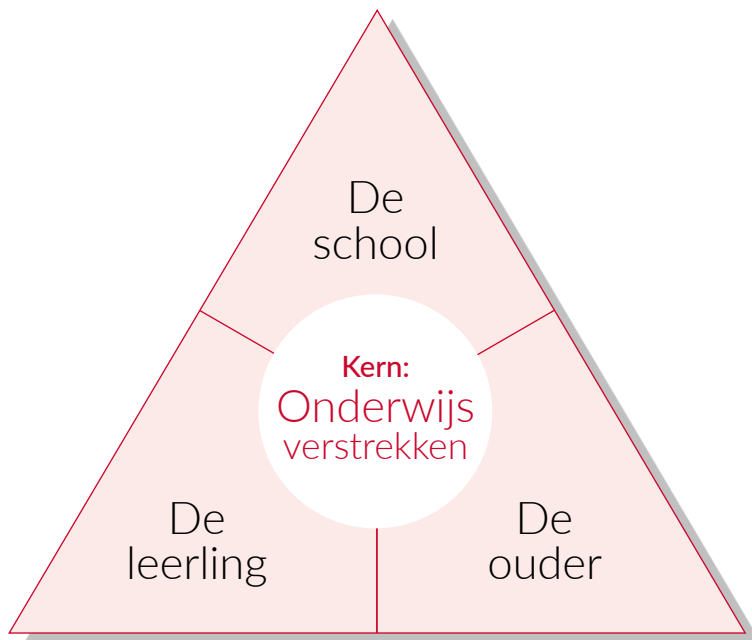 De
school
Kern:
Onderwijs
verstrekken
De
leerling
De
ouder